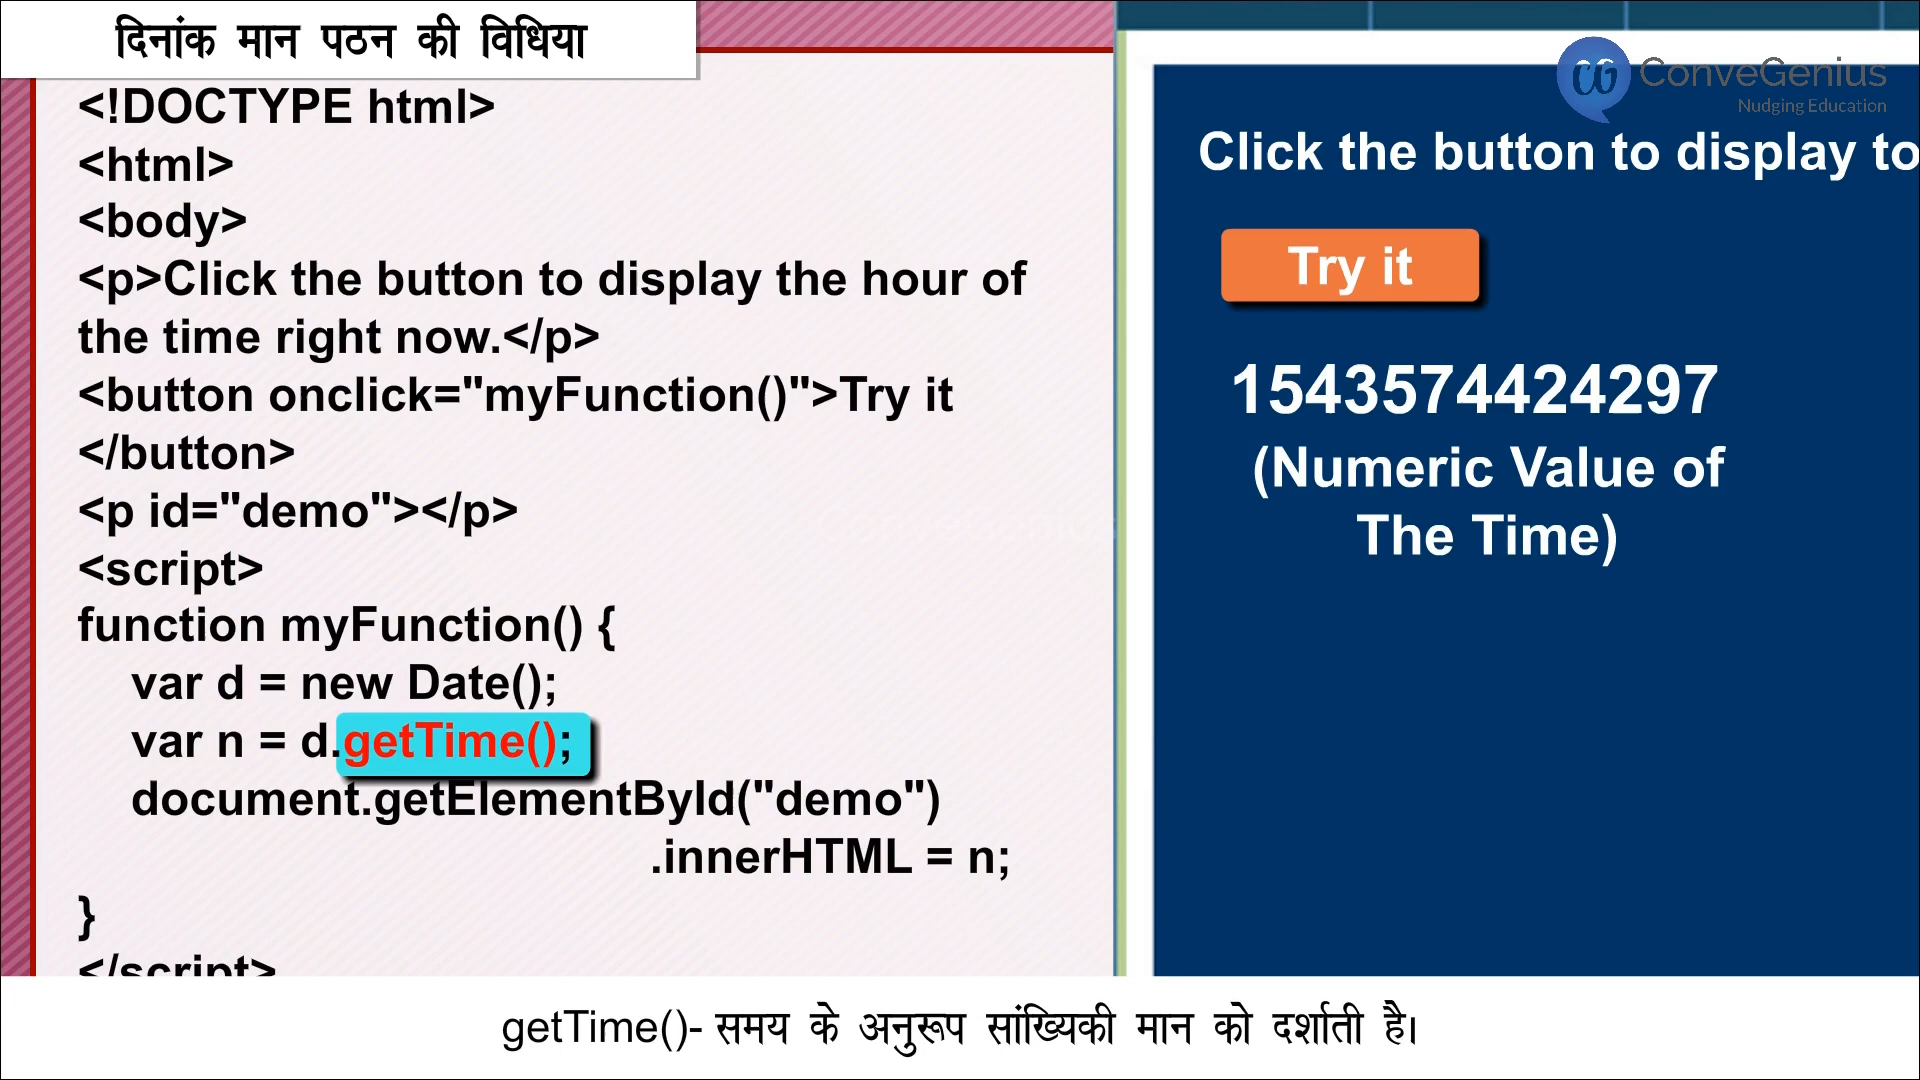 दिनांक मान पठन की विधिया
<!DOCTYPE html>
<html>
<body>
<p>Click the button to display the hour of
the time right now.</p>
<button onclick="myFunction()">Try it
</button>
<p id="demo"></p>
<script>
function myFunction() {
var d = new Date();
var n = d.getTime();
document.getElementById("demo")
.innerHTML = n;
}
</script>
ConveGenius
Nudging Education
Click the button to display to
Try it
1543574424297
(Numeric Value of
The Time)
getTime()- समय के अनुरूप सांख्यिकी मान को दर्शाती है।